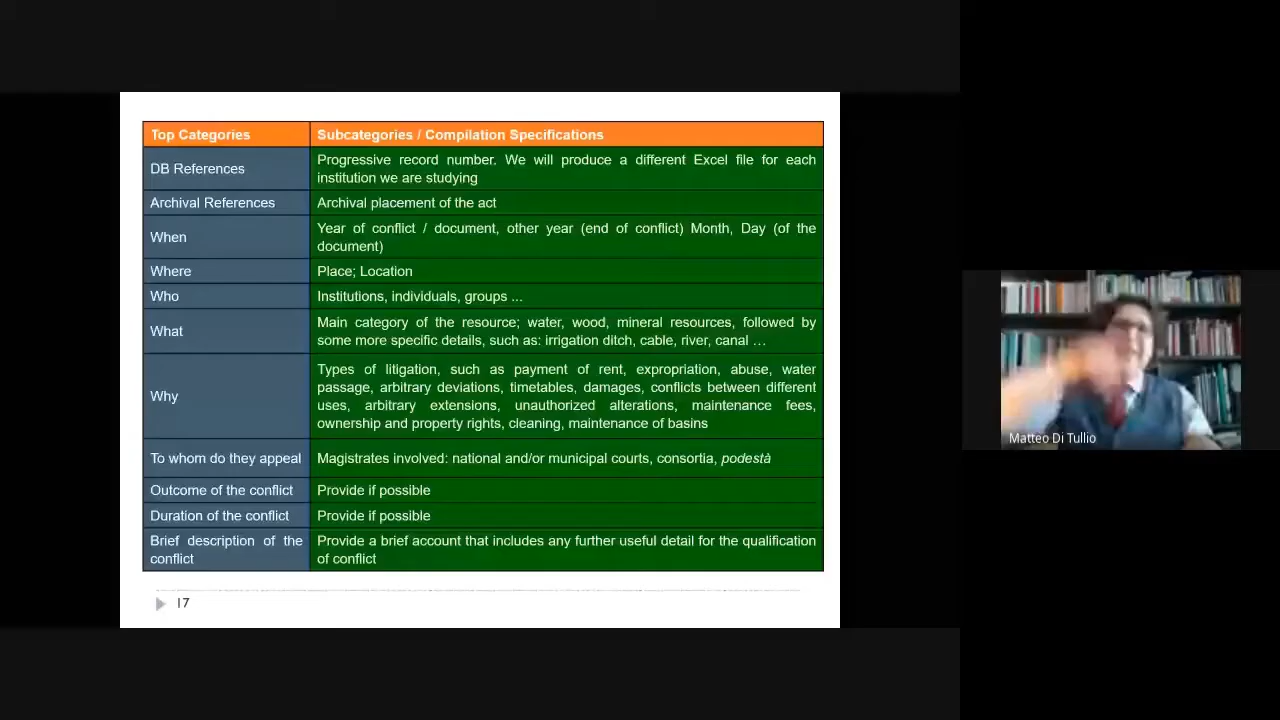 Top Categories
Subcategories / Compilation Specifications
DB References
Progressive record number. We will produce a different Excel file for each
institution we are studying
Archival References
Archival placement of the act
When
Year of conflict / document, other year (end of conflict) Month, Day (of the
document)
Where
Place; Location
Who
Institutions, individuals, groups ...
What
Main category of the resource; water, wood, mineral resources, followed by
some more specific details, such as: irrigation ditch, cable, river, canal …
Why
Types of litigation, such as payment of rent, expropriation, abuse, water
passage, arbitrary deviations, timetables, damages, conflicts between different
uses, arbitrary extensions, unauthorized alterations, maintenance fees,
ownership and property rights, cleaning, maintenance of basins
To whom do they appeal
Magistrates involved: national and/or municipal courts, consortia, podestà
Outcome of the conflict
Provide if possible
Duration of the conflict
Provide if possible
Brief description of the
conflict
Provide a brief account that includes any further useful detail for the qualification
of conflict
17
Matteo Di Tullio